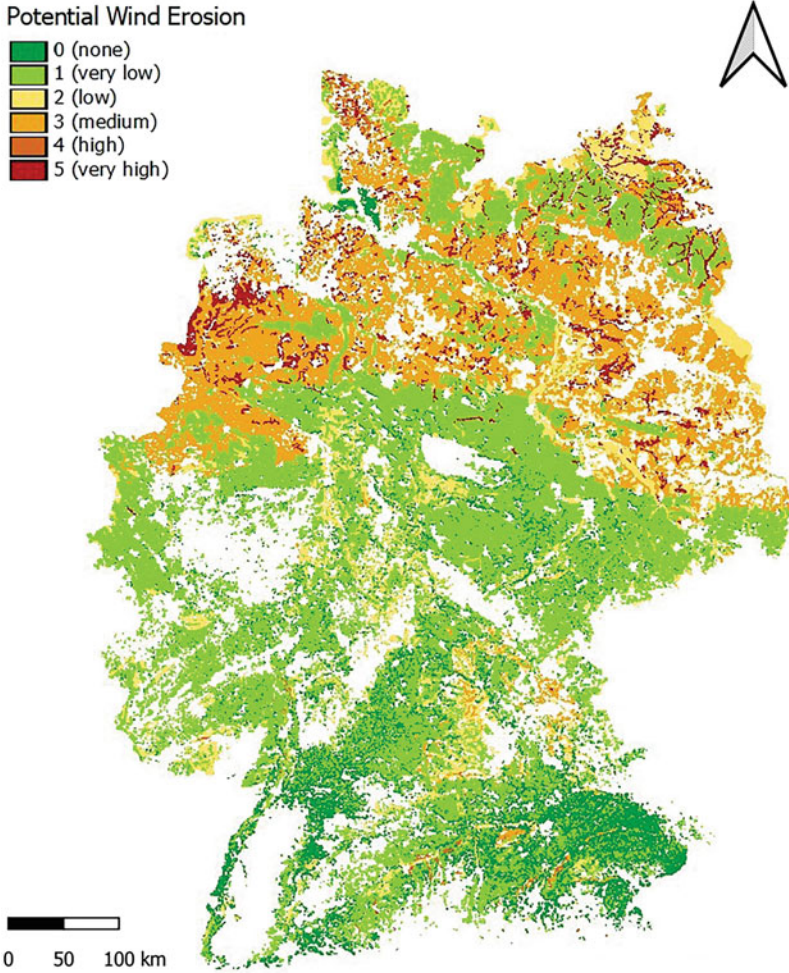 Potential Wind Erosion
0 (none)
1 (very low)
2 (low)
3 (medium)
4 (high)
5 (very high)
0 50 100 km